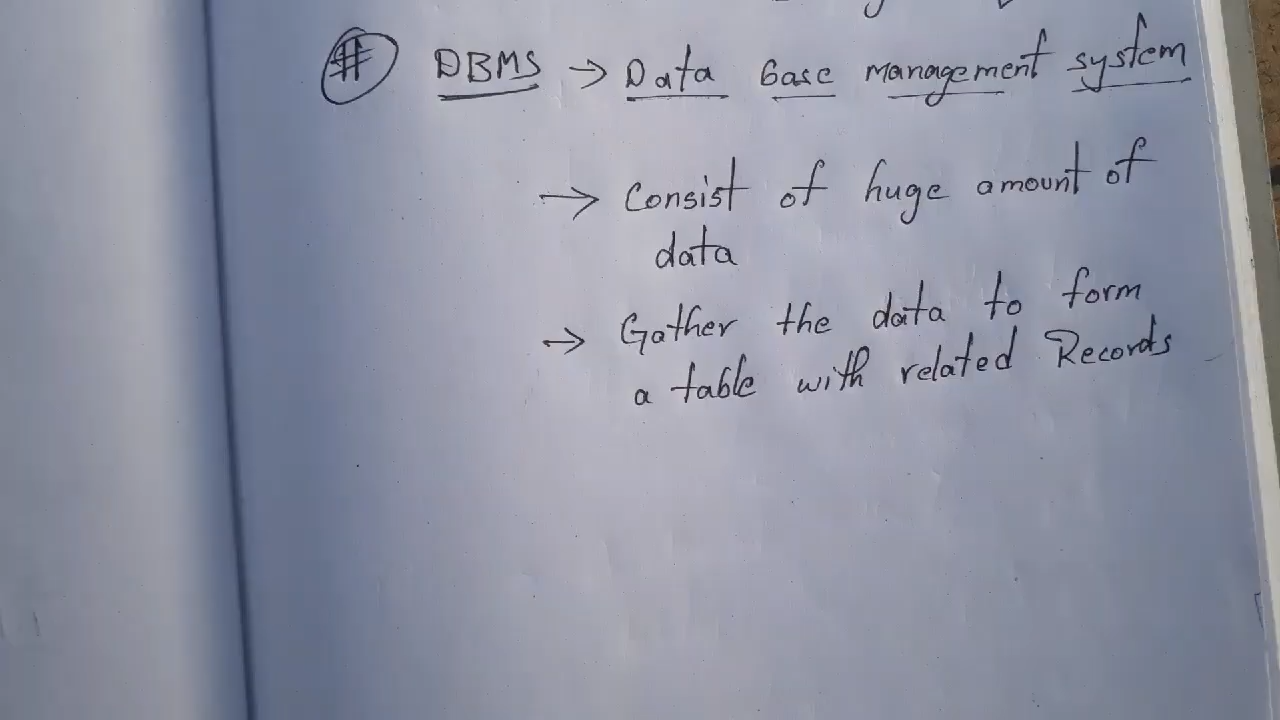 # DBMS → Data base management system
→ Consist of huge amount of
data
→ Gather the data to form
a table with related Records